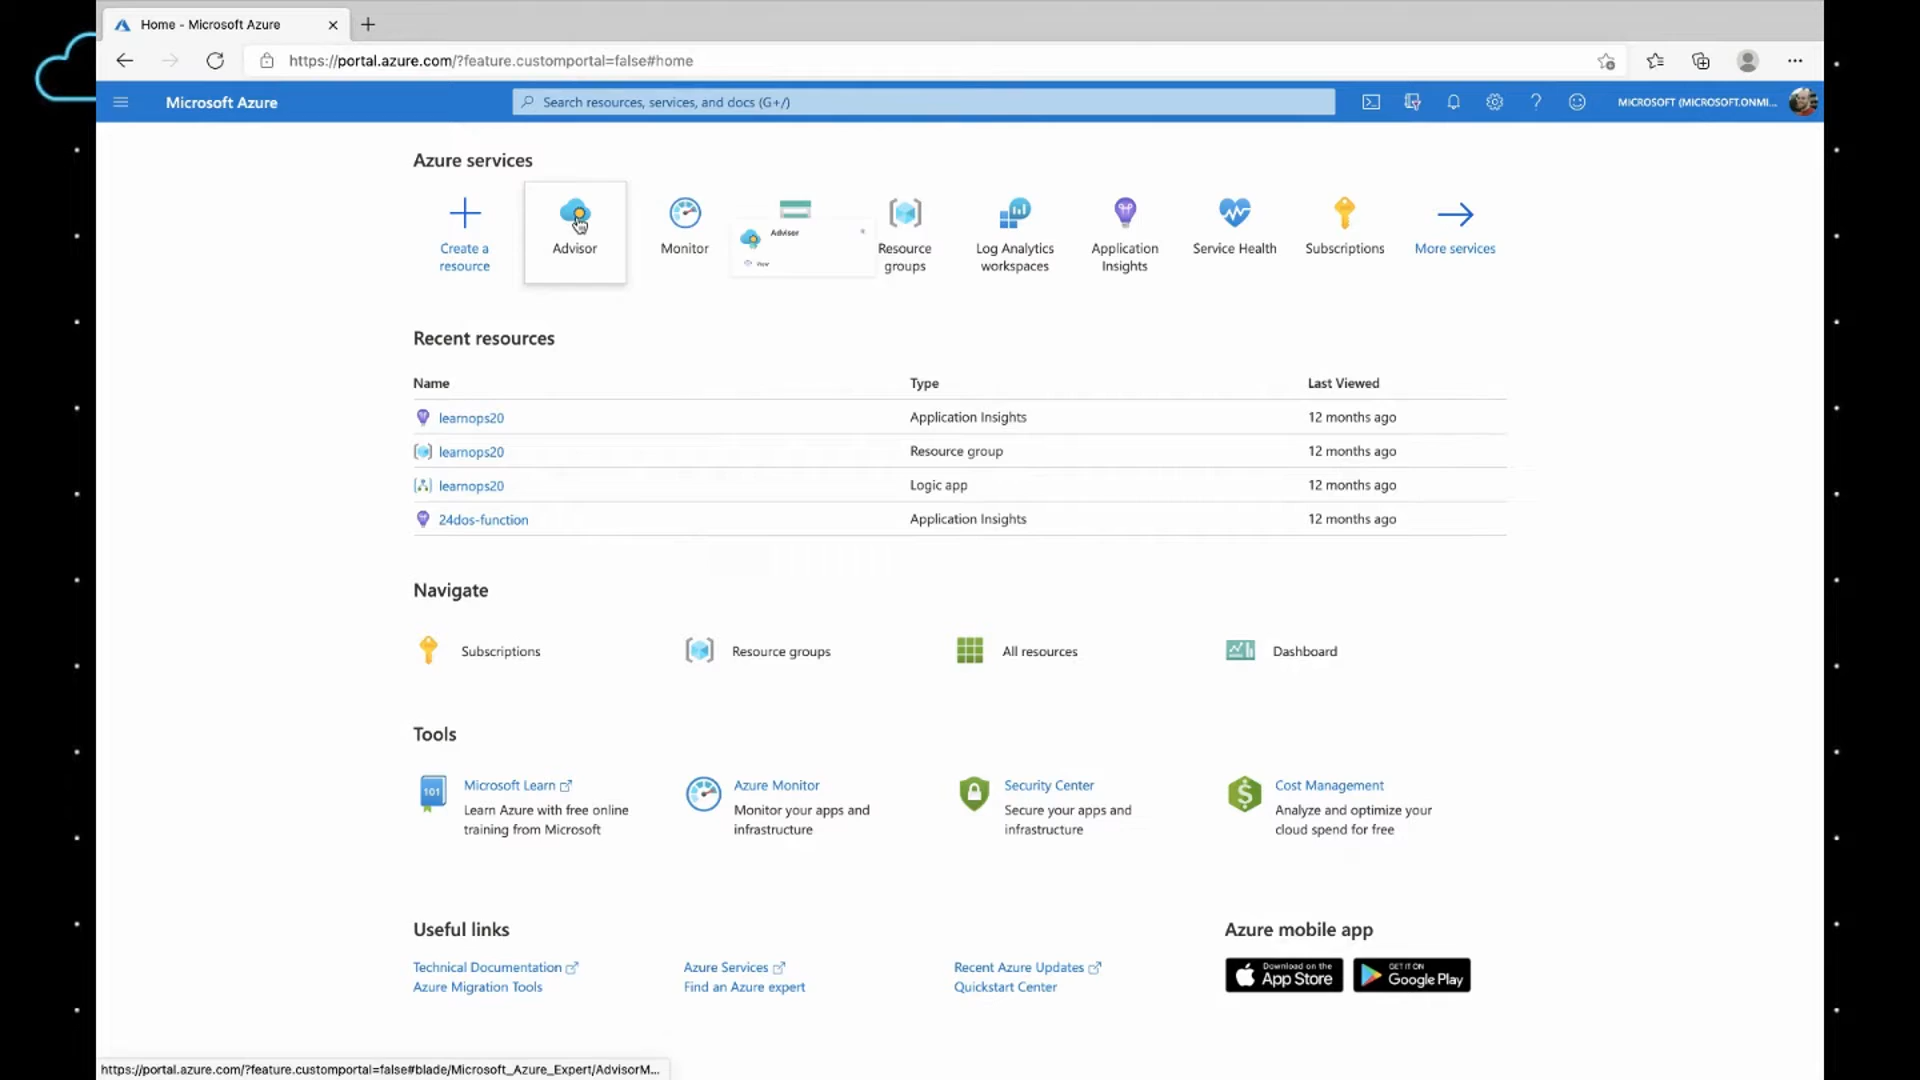 Home - Microsoft Azure
https://portal.azure.com/?feature.customportal=false#home
Microsoft Azure
Search resources, services, and docs (G+/)
MICROSOFT (MICROSOFT.ONMI...
Azure services
Create a
resource
Advisor
Monitor
Advisor
View
Resource
groups
Log Analytics
workspaces
Application
Insights
Service Health
Subscriptions
More services
Recent resources
Name Type Last Viewed
learnops20 Application Insights 12 months ago
learnops20 Resource group 12 months ago
learnops20 Logic app 12 months ago
24dos-function Application Insights 12 months ago
Navigate
Subscriptions Resource groups All resources Dashboard
Tools
101
Microsoft Learn
Learn Azure with free online
training from Microsoft
Azure Monitor
Monitor your apps and
infrastructure
Security Center
Secure your apps and
infrastructure
Cost Management
Analyze and optimize your
cloud spend for free
Useful links
Technical Documentation Azure Services Recent Azure Updates
Azure Migration Tools Find an Azure expert Quickstart Center
Azure mobile app
Download on the
App Store
GET IT ON
Google Play
https://portal.azure.com/?feature.customportal=false#blade/Microsoft_Azure_Expert/AdvisorM...